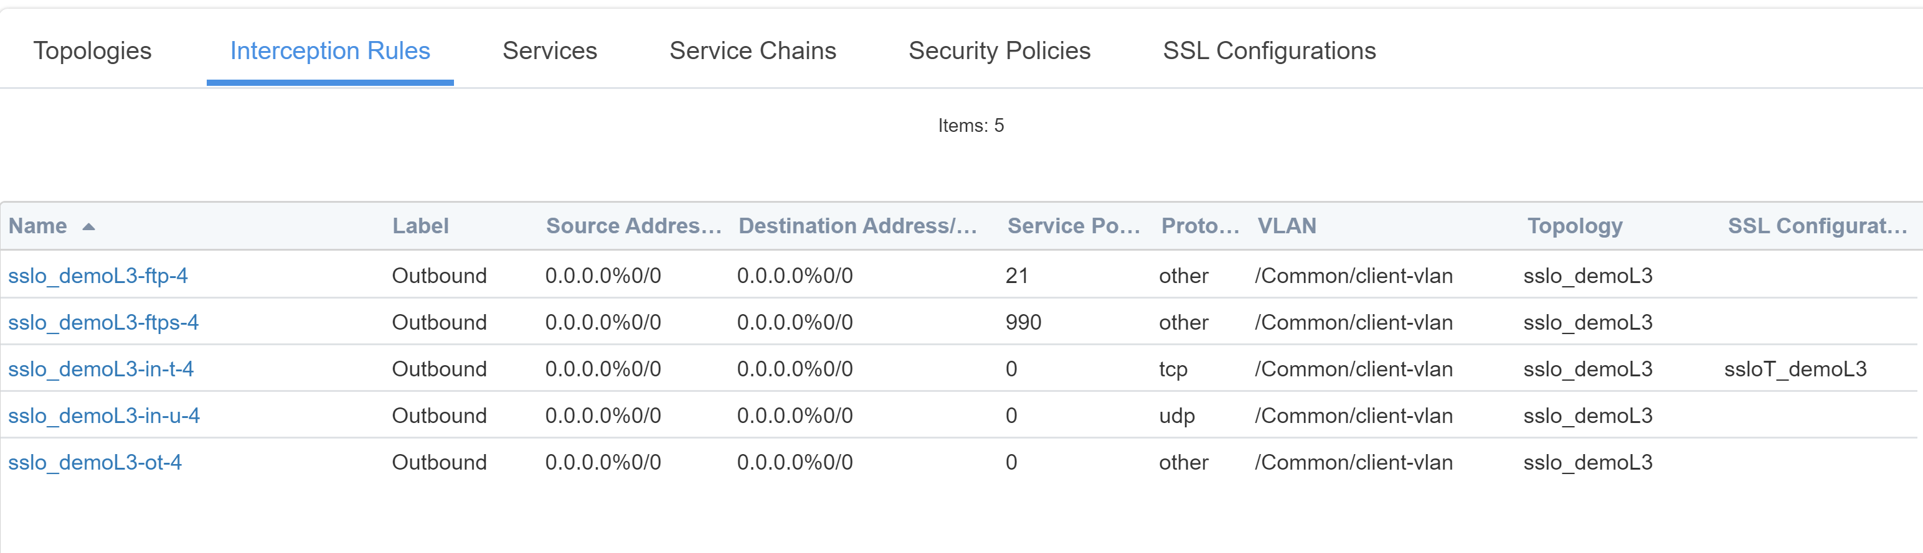 Topologies Interception Rules Services Service Chains Security Policies SSL Configurations
Items: 5
Name Label Source Addres... Destination Address/... Service Po... Proto... VLAN Topology SSL Configurat...
sslo_demoL3-ftp-4 Outbound 0.0.0.0%0/0 0.0.0.0%0/0 21 other /Common/client-vlan sslo_demoL3
sslo_demoL3-ftps-4 Outbound 0.0.0.0%0/0 0.0.0.0%0/0 990 other /Common/client-vlan sslo_demoL3
sslo_demoL3-in-t-4 Outbound 0.0.0.0%0/0 0.0.0.0%0/0 0 tcp /Common/client-vlan sslo_demoL3 ssloT_demoL3
sslo_demoL3-in-u-4 Outbound 0.0.0.0%0/0 0.0.0.0%0/0 0 udp /Common/client-vlan sslo_demoL3
sslo_demoL3-ot-4 Outbound 0.0.0.0%0/0 0.0.0.0%0/0 0 other /Common/client-vlan sslo_demoL3